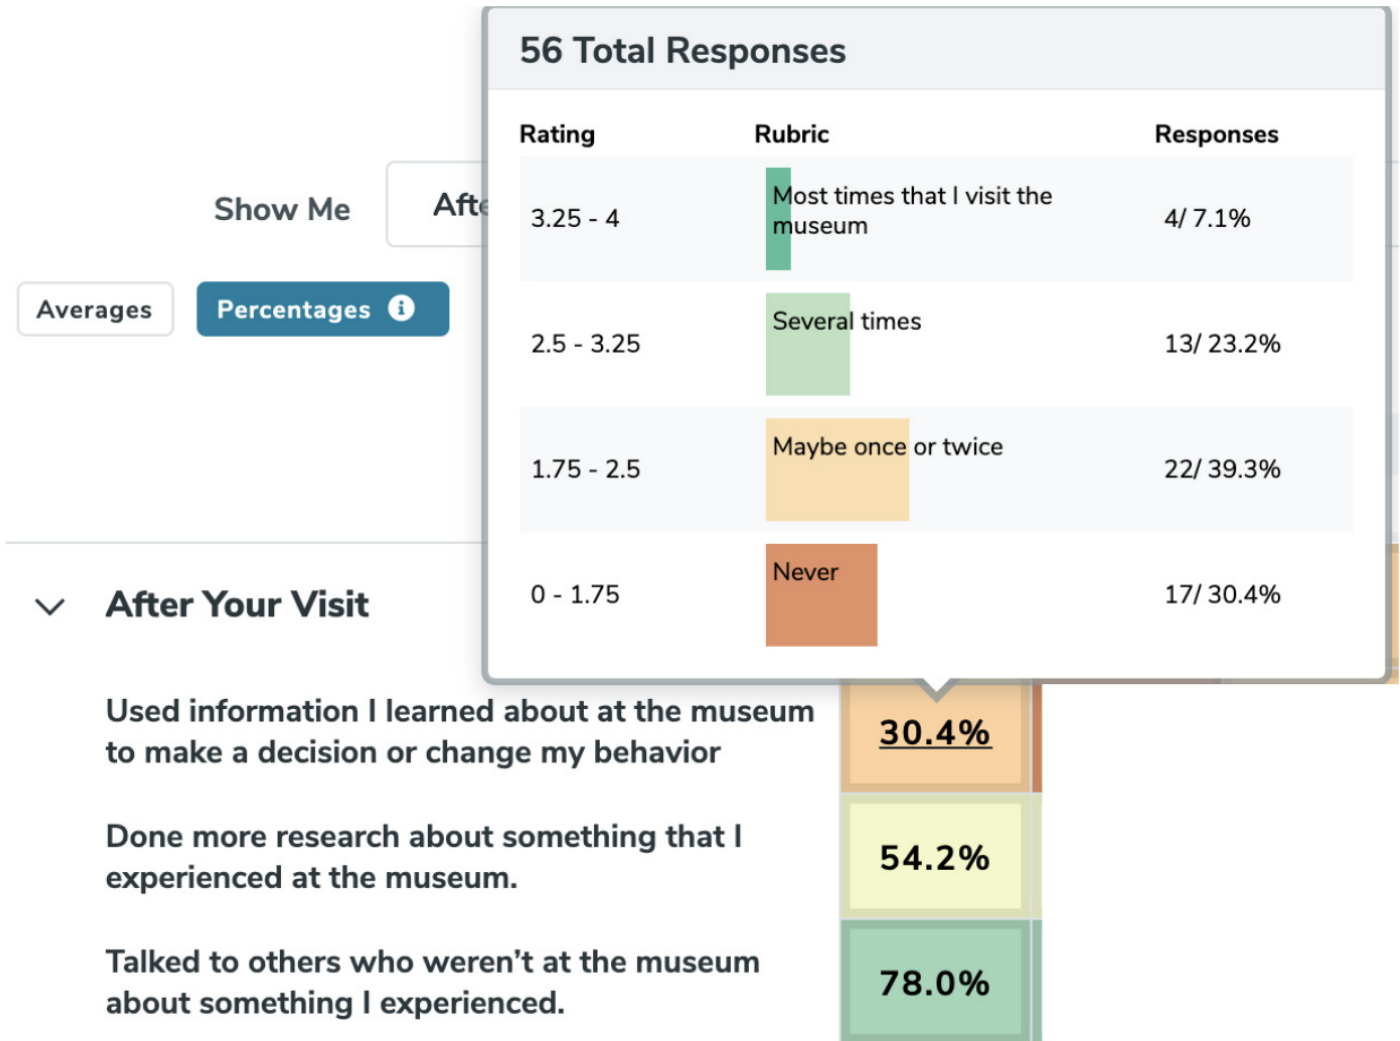 56 Total Responses
Rating Rubric Responses
3.25 - 4 Most times that I visit the museum 4/ 7.1%
2.5 - 3.25 Several times 13/ 23.2%
1.75 - 2.5 Maybe once or twice 22/ 39.3%
0 - 1.75 Never 17/ 30.4%
Show Me Afte
Averages Percentages i
After Your Visit
Used information I learned about at the museum
to make a decision or change my behavior
30.4%
Done more research about something that I
experienced at the museum.
54.2%
Talked to others who weren’t at the museum
about something I experienced.
78.0%